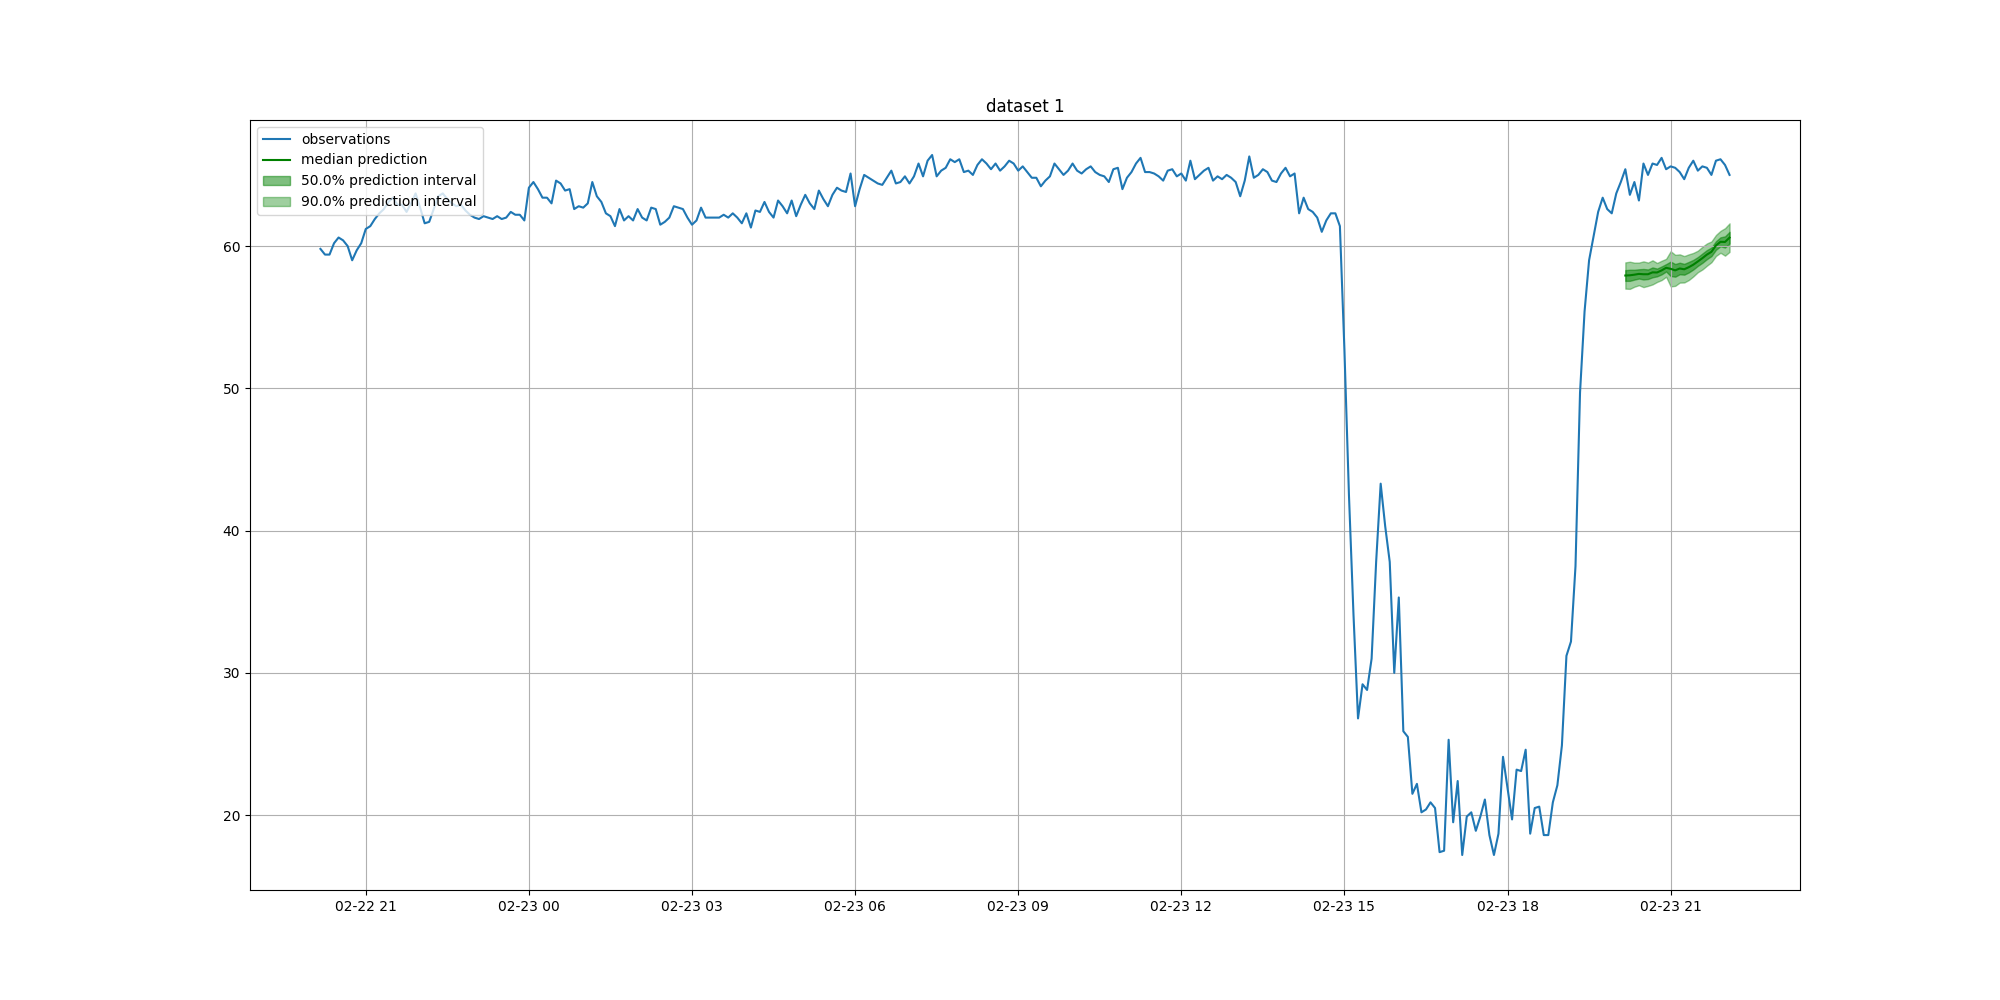 dataset 1
observations
median prediction
50.0% prediction interval
90.0% prediction interval
60
50
40
30
20
02-22 21
02-23 00
02-23 03
02-23 06
02-23 09
02-23 12
02-23 15
02-23 18
02-23 21